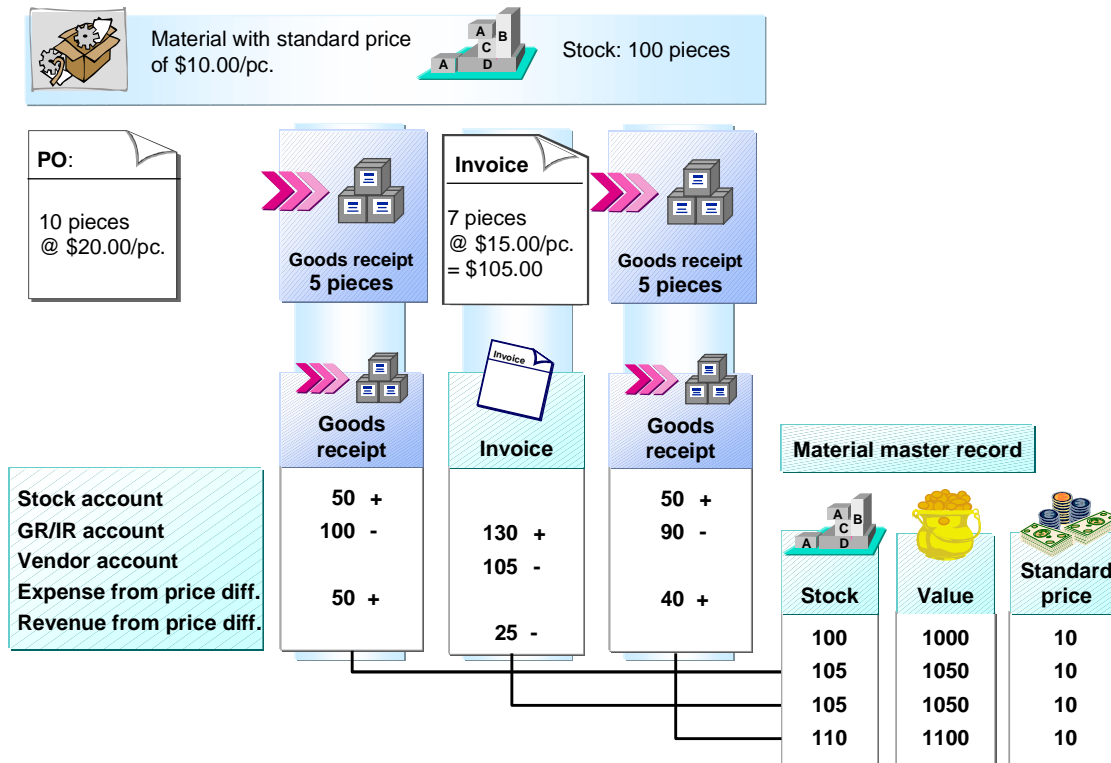 Material with standard price
of $10.00/pc.
A
B
C
A
D
Stock: 100 pieces
PO:
10 pieces
@ $20.00/pc.
Goods receipt
5 pieces
Invoice
7 pieces
@ $15.00/pc.
= $105.00
Goods receipt
5 pieces
Goods
receipt
Invoice
Invoice
Goods
receipt
Material master record
Stock account 50 + 50 +
GR/IR account 100 - 130 + 90 -
Vendor account 105 -
Expense from price diff. 50 + 40 +
Revenue from price diff. 25 -
A
B
C
A
D
Stock Value Standard
price
100 1000 10
105 1050 10
105 1050 10
110 1100 10